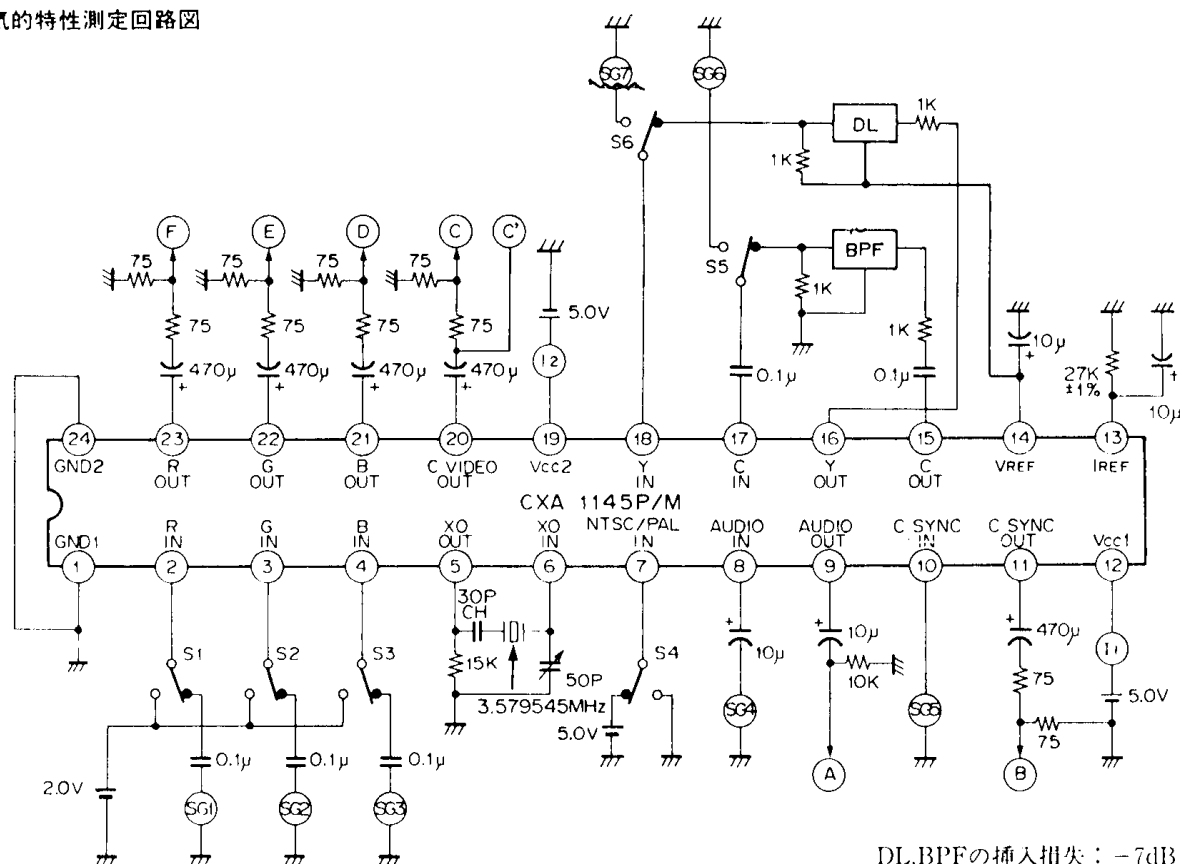 気的特性測定回路図
SG7
SG6
S6
DL
1K
1K
S5
BPF
1K
1K
0.1μ
0.1μ
10μ
+
27K
±1%
10μ
+
F
E
D
C
C'
75
75
75
75
75
75
75
75
470μ
470μ
470μ
470μ
+
+
+
+
5.0V
I2
24
23
22
21
20
19
18
17
16
15
14
13
GND2
R
OUT
G
OUT
B
OUT
C VIDEO
OUT
Vcc2
Y
IN
C
IN
Y
OUT
C
OUT
VREF
IREF
CXA 1145P/M
GND1
R
IN
G
IN
B
IN
XO
OUT
XO
IN
NTSC/PAL
IN
AUDIO
IN
AUDIO
OUT
C SYNC
IN
C SYNC
OUT
Vcc1
1
2
3
4
5
6
7
8
9
10
11
12
S1
S2
S3
30P
CH
15K
50P
3.579545MHz
S4
5.0V
+
10μ
SG4
+
10μ
10K
A
SG5
+
470μ
75
75
B
I1
5.0V
2.0V
0.1μ
0.1μ
0.1μ
SG1
SG2
SG3
DL.BPFの挿入損失：−7dB